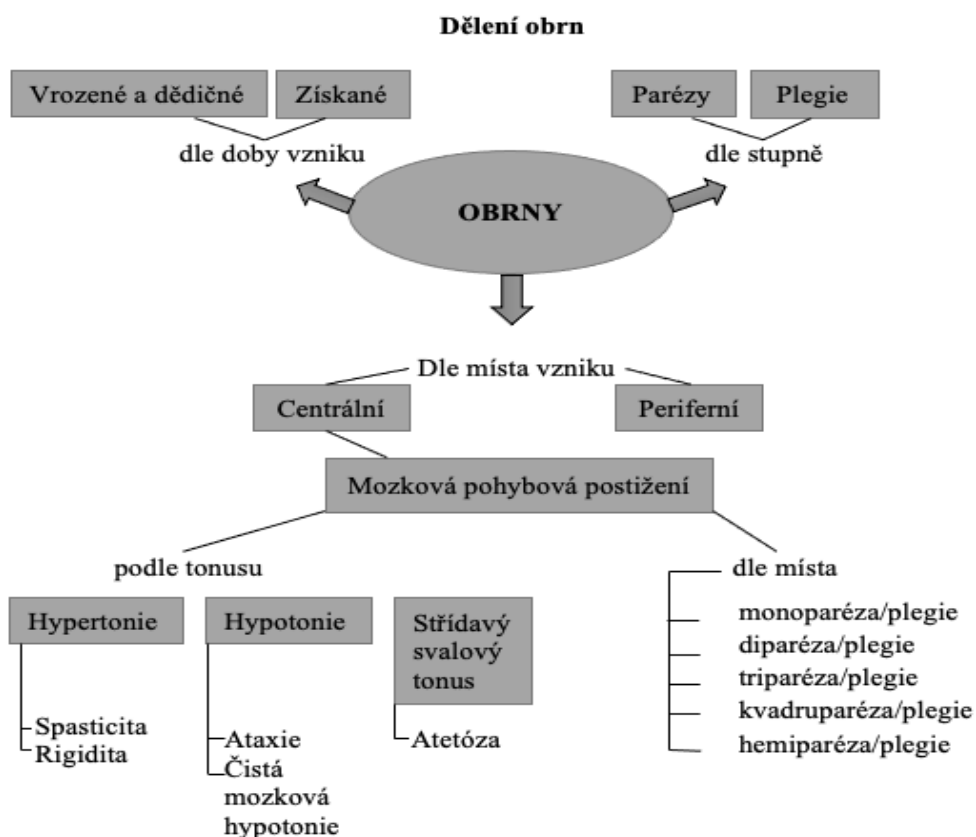 Dělení obrn
Vrozené a dědičné
Získané
Parézy
Plegie
dle doby vzniku
dle stupně
OBRNY
Dle místa vzniku
Centrální
Periferní
Mozková pohybová postižení
podle tonusu
dle místa
Hypertonie
Hypotonie
Střídavý
svalový
tonus
Spasticita
Rigidita
Ataxie
Čistá
mozková
hypotonie
Atetóza
monoparéza/plegie
diparéza/plegie
triparéza/plegie
kvadruparéza/plegie
hemiparéza/plegie